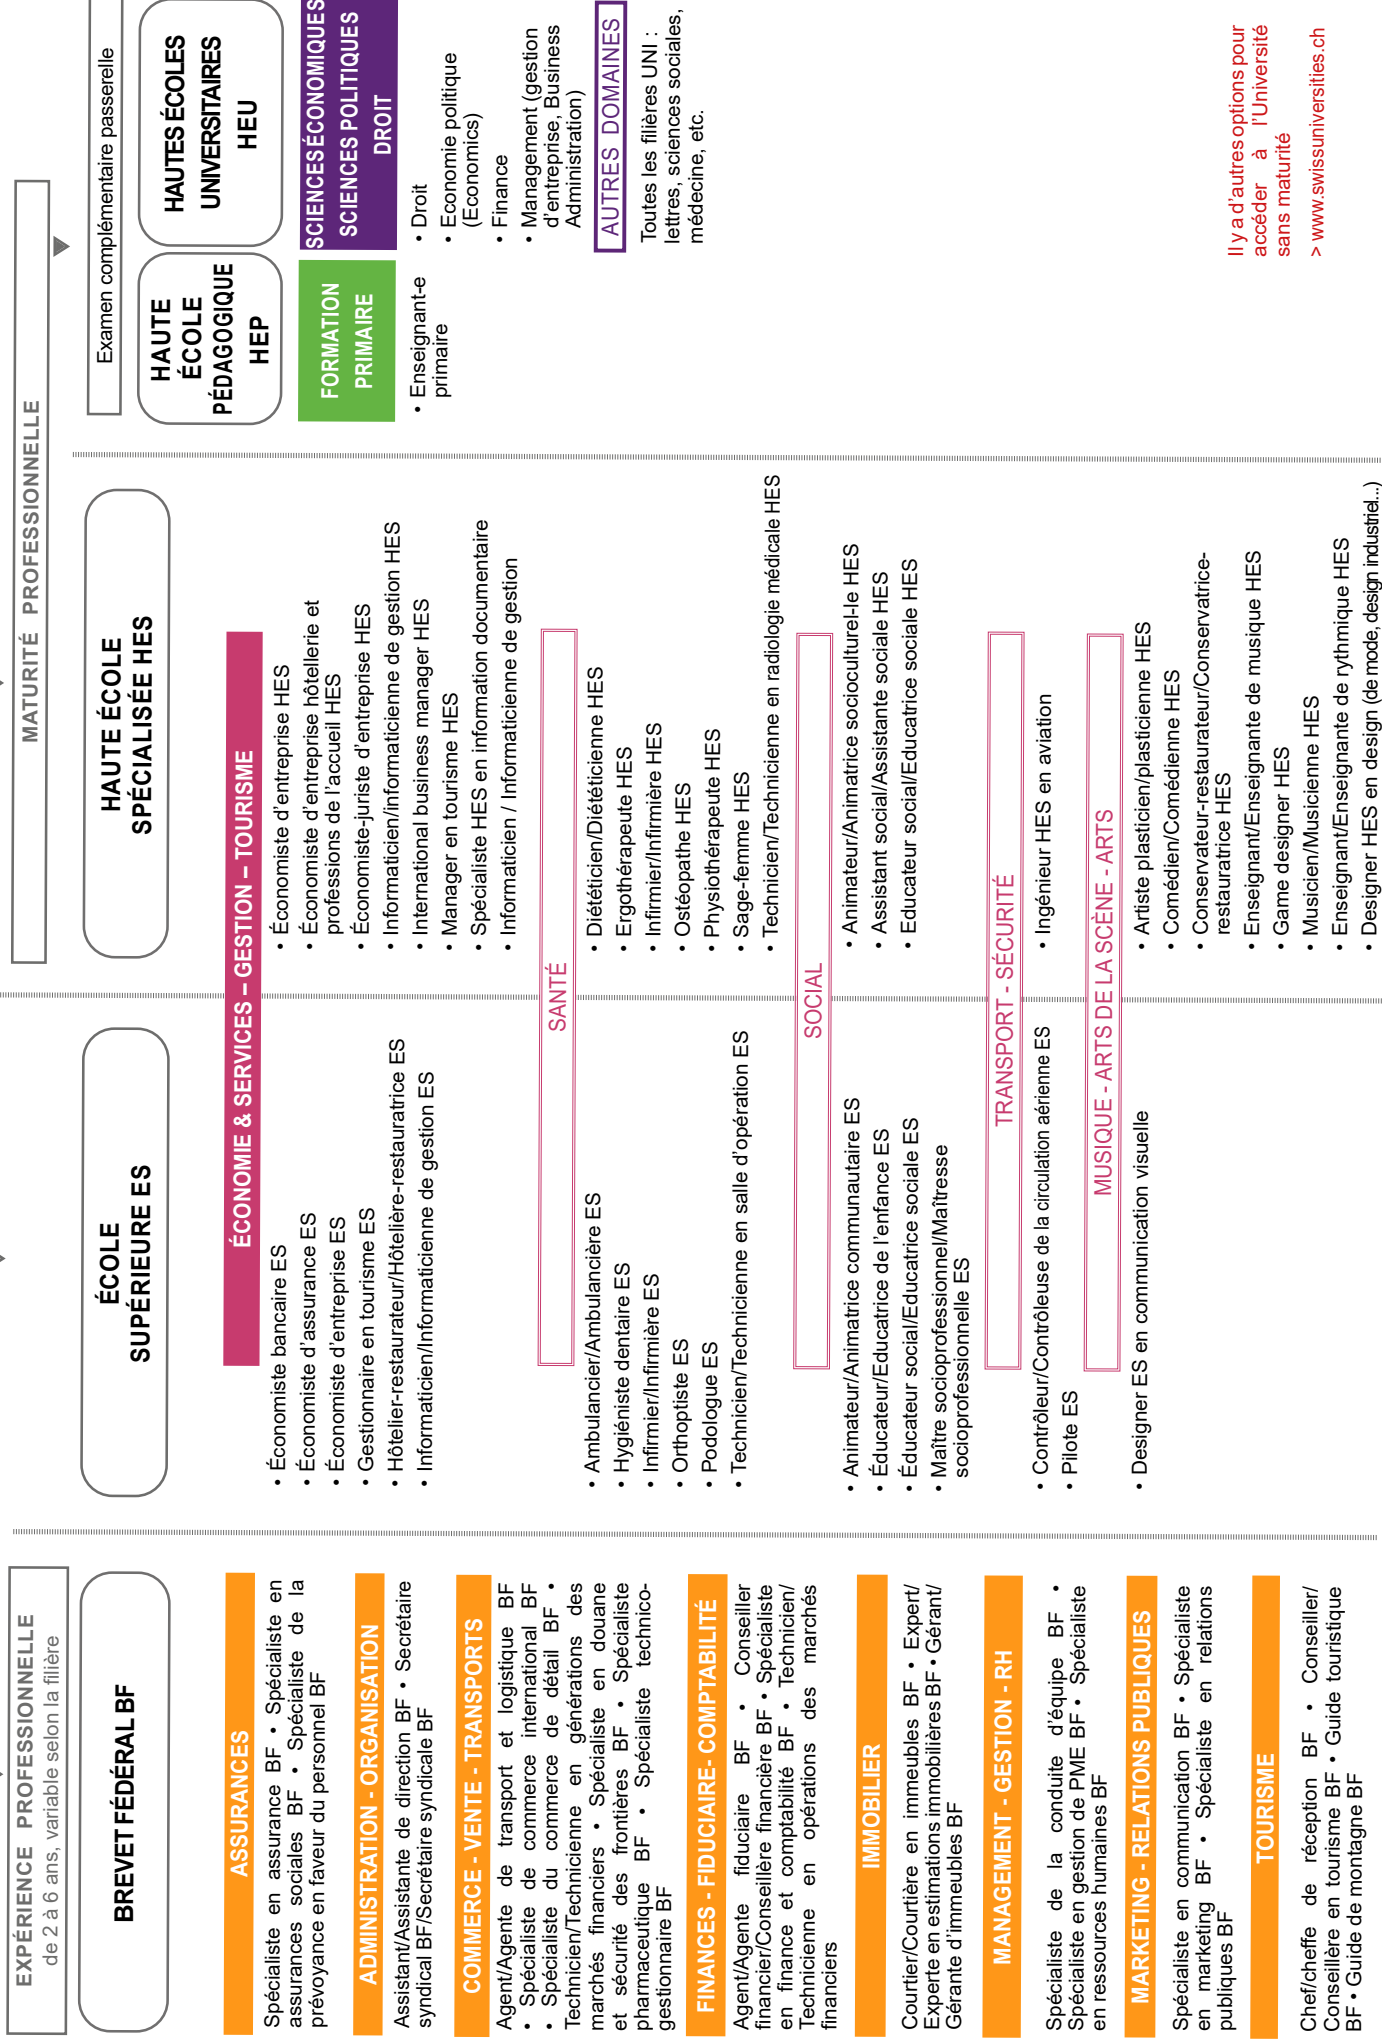 EXPÉRIENCE PROFESSIONNELLE
de 2 à 6 ans, variable selon la filière
BREVET FÉDÉRAL BF
ASSURANCES
Spécialiste en assurance BF • Spécialiste en
assurances sociales BF • Spécialiste de la
prévoyance en faveur du personnel BF
ADMINISTRATION - ORGANISATION
Assistant/Assistante de direction BF • Secrétaire
syndical BF/Secrétaire syndicale BF
COMMERCE - VENTE - TRANSPORTS
Agent/Agente de transport et logistique BF
• Spécialiste de commerce international BF
• Spécialiste du commerce de détail BF •
Technicien/Technicienne en générations des
marchés financiers • Spécialiste en douane
et sécurité des frontières BF • Spécialiste
pharmaceutique BF • Spécialiste technico-
gestionnaire BF
FINANCES - FIDUCIAIRE- COMPTABILITÉ
Agent/Agente fiduciaire BF • Conseiller
financier/Conseillère financière BF • Spécialiste
en finance et comptabilité BF • Technicien/
Technicienne en opérations des marchés
financiers
IMMOBILIER
Courtier/Courtière en immeubles BF • Expert/
Experte en estimations immobilières BF • Gérant/
Gérante d'immeubles BF
MANAGEMENT - GESTION - RH
Spécialiste de la conduite d'équipe BF •
Spécialiste en gestion de PME BF • Spécialiste
en ressources humaines BF
MARKETING - RELATIONS PUBLIQUES
Spécialiste en communication BF • Spécialiste
en marketing BF • Spécialiste en relations
publiques BF
TOURISME
Chef/cheffe de réception BF • Conseiller/
Conseillère en tourisme BF • Guide touristique
BF • Guide de montagne BF
ÉCOLE
SUPÉRIEURE ES
MATURITÉ PROFESSIONNELLE
HAUTE ÉCOLE
SPÉCIALISÉE HES
ÉCONOMIE & SERVICES – GESTION – TOURISME
• Économiste bancaire ES
• Économiste d'assurance ES
• Économiste d'entreprise ES
• Gestionnaire en tourisme ES
• Hôtelier-restaurateur/Hôtelière-restauratrice ES
• Informaticien/Informaticienne de gestion ES
• Économiste d'entreprise HES
• Économiste d'entreprise hôtellerie et
professions de l'accueil HES
• Économiste-juriste d'entreprise HES
• Informaticien/informaticienne de gestion HES
• International business manager HES
• Manager en tourisme HES
• Spécialiste HES en information documentaire
• Informaticien / Informaticienne de gestion
SANTÉ
• Ambulancier/Ambulancière ES
• Hygiéniste dentaire ES
• Infirmier/Infirmière ES
• Orthoptiste ES
• Podologue ES
• Technicien/Technicienne en salle d'opération ES
• Diététicien/Diététicienne HES
• Ergothérapeute HES
• Infirmier/Infirmière HES
• Ostéopathe HES
• Physiothérapeute HES
• Sage-femme HES
• Technicien/Technicienne en radiologie médicale HES
SOCIAL
• Animateur/Animatrice communautaire ES
• Éducateur/Educatrice de l'enfance ES
• Éducateur social/Educatrice sociale ES
• Maître socioprofessionnel/Maîtresse
socioprofessionnelle ES
• Animateur/Animatrice socioculturel-le HES
• Assistant social/Assistante sociale HES
• Educateur social/Educatrice sociale HES
TRANSPORT - SÉCURITÉ
• Contrôleur/Contrôleuse de la circulation aérienne ES
• Pilote ES
• Ingénieur HES en aviation
MUSIQUE - ARTS DE LA SCÈNE - ARTS
• Designer ES en communication visuelle
• Artiste plasticien/plasticienne HES
• Comédien/Comédienne HES
• Conservateur-restaurateur/Conservatrice-
restauratrice HES
• Enseignant/Enseignante de musique HES
• Game designer HES
• Musicien/Musicienne HES
• Enseignant/Enseignante de rythmique HES
• Designer HES en design (de mode, design industriel...)
Examen complémentaire passerelle
HAUTE
ÉCOLE
PÉDAGOGIQUE
HEP
FORMATION
PRIMAIRE
• Enseignant-e
primaire
HAUTES ÉCOLES
UNIVERSITAIRES
HEU
SCIENCES ÉCONOMIQUES
SCIENCES POLITIQUES
DROIT
• Droit
• Economie politique
(Economics)
• Finance
• Management (gestion
d'entreprise, Business
Administration)
AUTRES DOMAINES
Toutes les filières UNI :
lettres, sciences sociales,
médecine, etc.
Il y a d'autres options pour
accéder à l'Université
sans maturité
> www.swissuniversities.ch